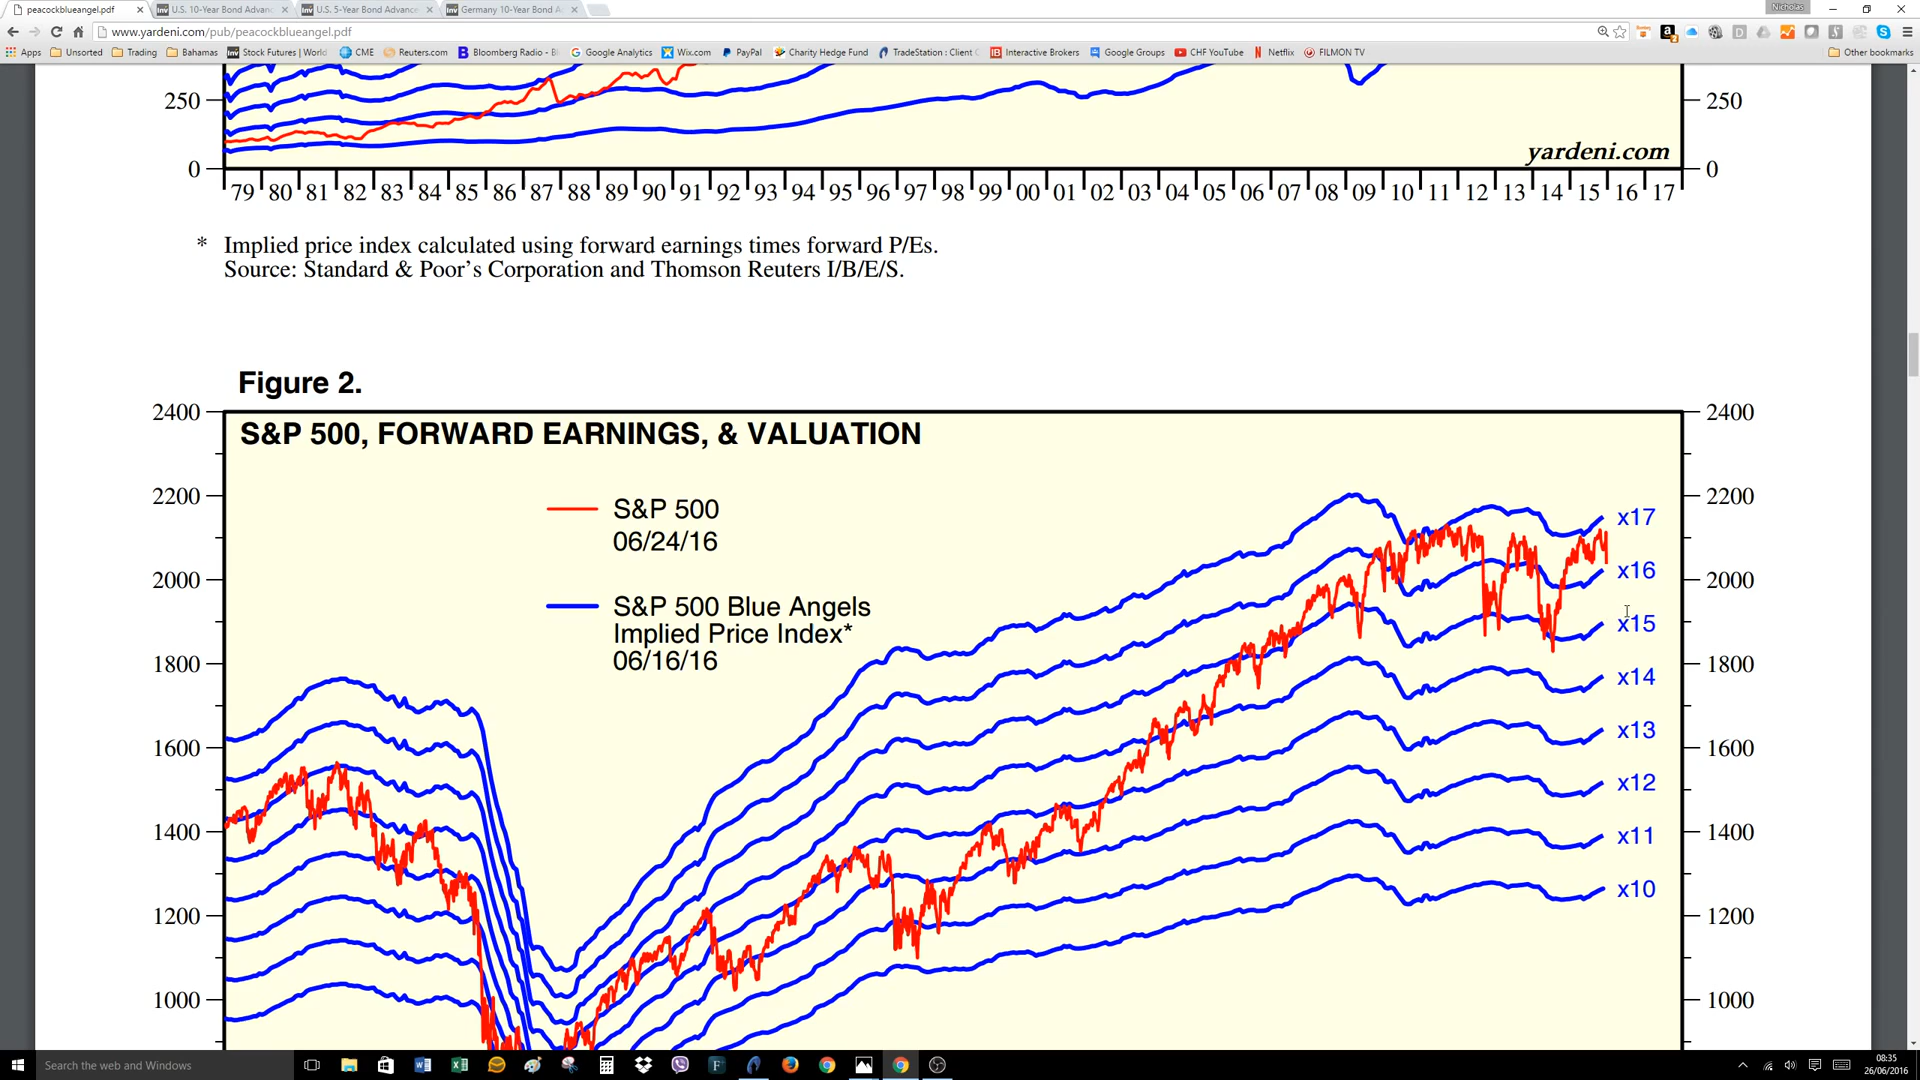 peacockblueangel.pdf
U.S. 10-Year Bond Advanc
U.S. 5-Year Bond Advance
Germany 10-Year Bond A
Nicholas
www.yardeni.com/pub/peacockblueangel.pdf
Apps
Unsorted
Trading
Bahamas
Stock Futures | World
CME
Reuters.com
Bloomberg Radio - B
Google Analytics
Wix.com
PayPal
Charity Hedge Fund
TradeStation : Client C
Interactive Brokers
Google Groups
CHF YouTube
Netflix
FILMON TV
Other bookmarks
250
250
yardeni.com
0
0
79 80 81 82 83 84 85 86 87 88 89 90 91 92 93 94 95 96 97 98 99 00 01 02 03 04 05 06 07 08 09 10 11 12 13 14 15 16 17
* Implied price index calculated using forward earnings times forward P/Es.
Source: Standard & Poor's Corporation and Thomson Reuters I/B/E/S.
Figure 2.
2400
2400
S&P 500, FORWARD EARNINGS, & VALUATION
2200
2200
S&P 500
06/24/16
x17
x16
2000
2000
S&P 500 Blue Angels
Implied Price Index*
06/16/16
x15
1800
1800
x14
x13
1600
1600
x12
1400
1400
x11
x10
1200
1200
1000
1000
Search the web and Windows
08:35
26/06/2016